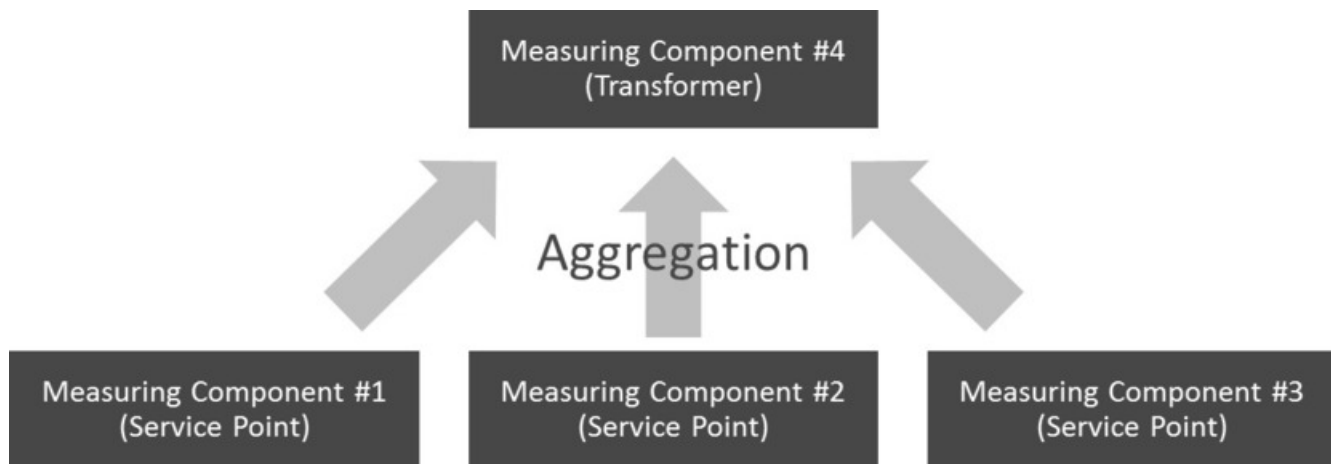 Measuring Component #4
(Transformer)
Aggregation
Measuring Component #1
(Service Point)
Measuring Component #2
(Service Point)
Measuring Component #3
(Service Point)